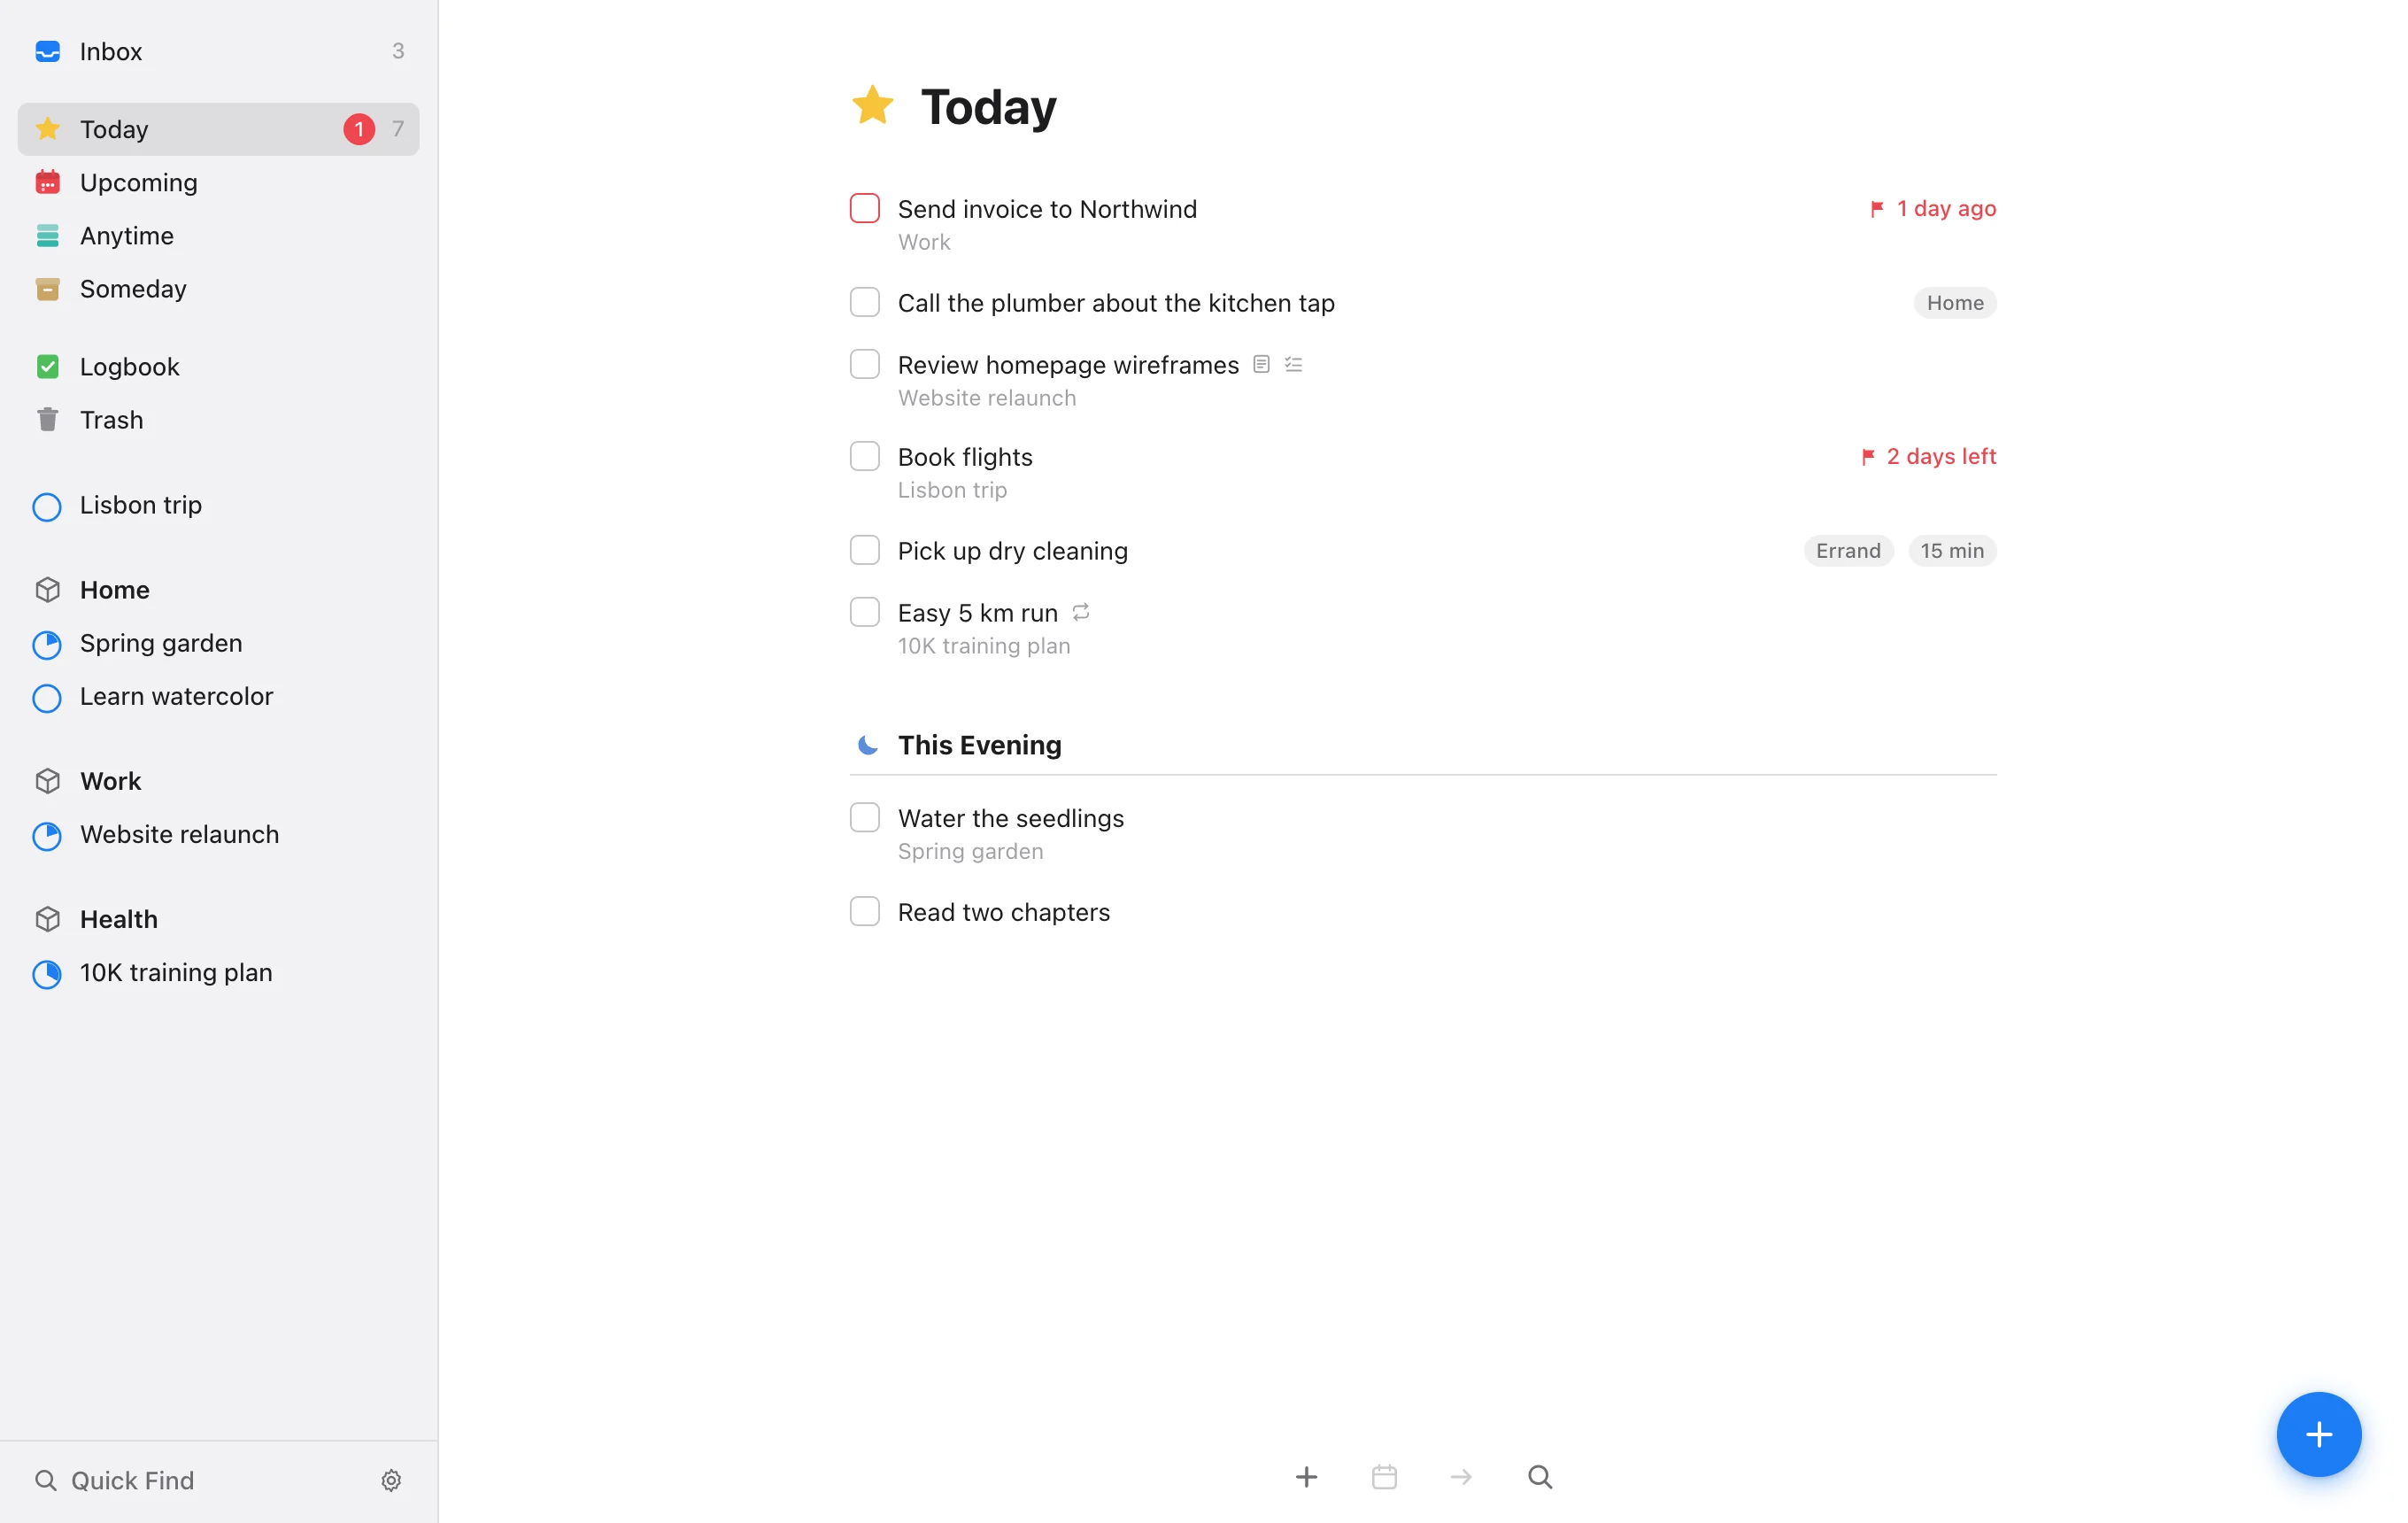 Inbox 3
Today 1 7
Upcoming
Anytime
Someday
Logbook
Trash
Lisbon trip
Home
Spring garden
Learn watercolor
Work
Website relaunch
Health
10K training plan
Quick Find
Today
Send invoice to Northwind 1 day ago
Work
Call the plumber about the kitchen tap Home
Review homepage wireframes
Website relaunch
Book flights 2 days left
Lisbon trip
Pick up dry cleaning Errand 15 min
Easy 5 km run
10K training plan
This Evening
Water the seedlings
Spring garden
Read two chapters